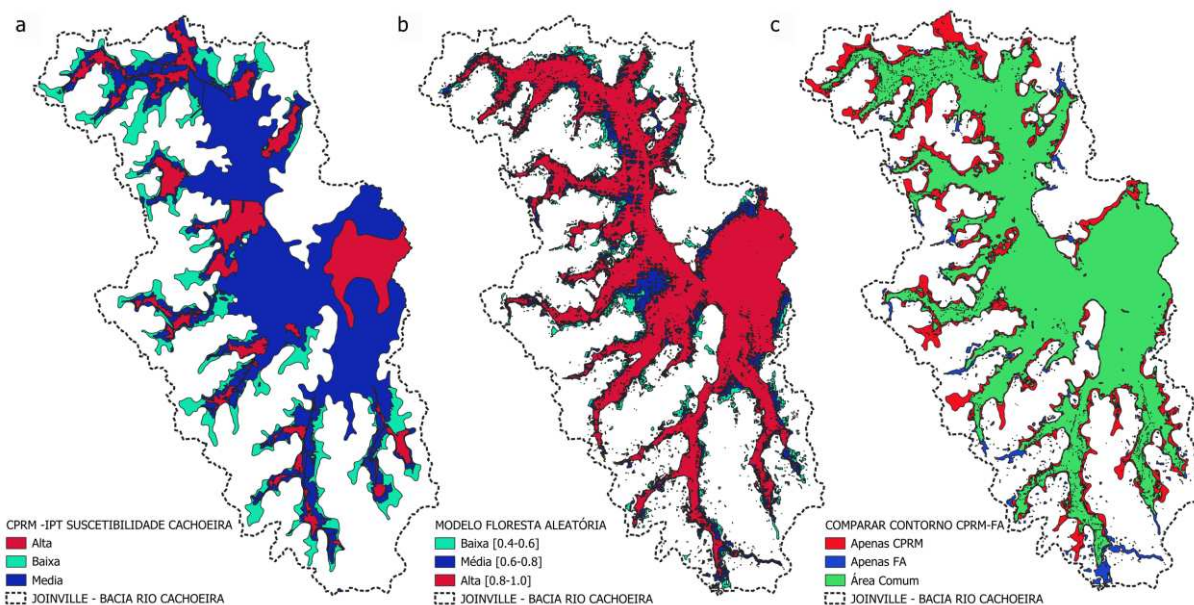 a
CPRM -IPT SUSCETIBILIDADE CACHOEIRA
Alta
Baixa
Media
JOINVILLE - BACIA RIO CACHOEIRA
b
MODELO FLORESTA ALEATÓRIA
Baixa [0.4-0.6]
Média [0.6-0.8]
Alta [0.8-1.0]
JOINVILLE - BACIA RIO CACHOEIRA
c
COMPARAR CONTORNO CPRM-FA
Apenas CPRM
Apenas FA
Área Comum
JOINVILLE - BACIA RIO CACHOEIRA